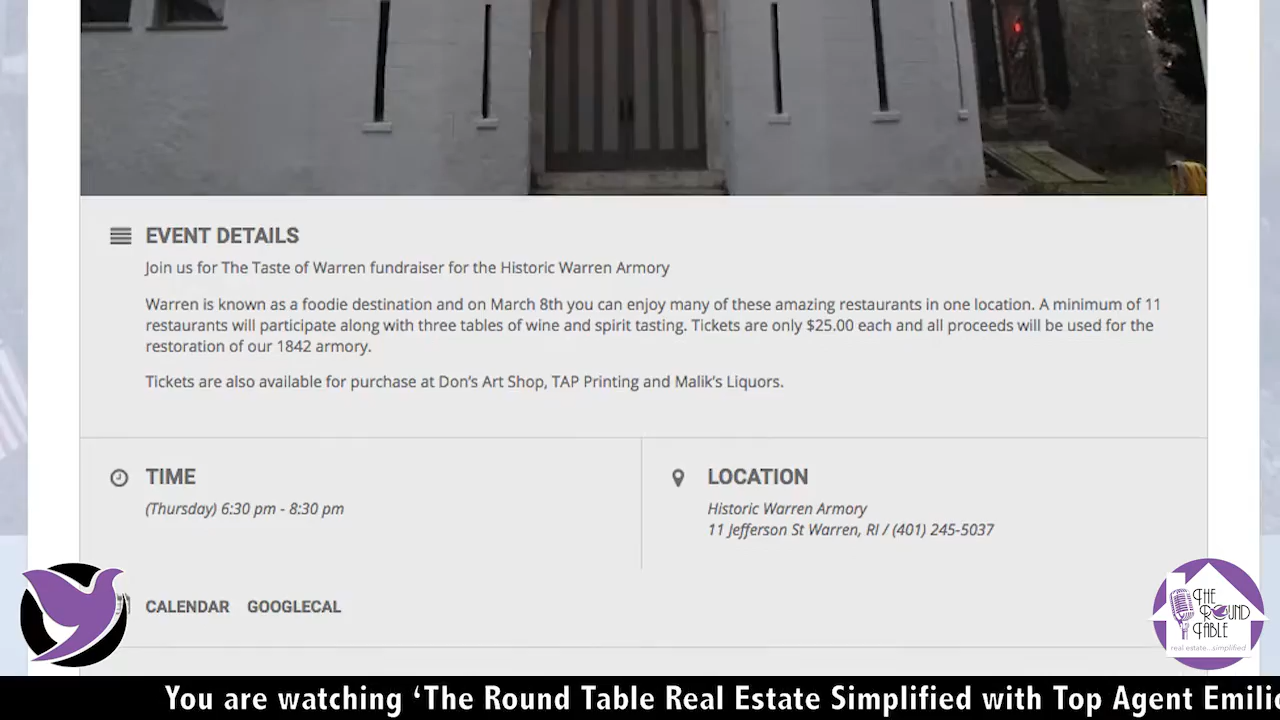 EVENT DETAILS
Join us for The Taste of Warren fundraiser for the Historic Warren Armory
Warren is known as a foodie destination and on March 8th you can enjoy many of these amazing restaurants in one location. A minimum of 11
restaurants will participate along with three tables of wine and spirit tasting. Tickets are only $25.00 each and all proceeds will be used for the
restoration of our 1842 armory.
Tickets are also available for purchase at Don's Art Shop, TAP Printing and Malik's Liquors.
TIME
(Thursday) 6:30 pm - 8:30 pm
LOCATION
Historic Warren Armory
11 Jefferson St Warren, RI / (401) 245-5037
CALENDAR GOOGLECAL
THE
ROUND
TABLE
real estate...simplified
You are watching ‘The Round Table Real Estate Simplified with Top Agent Emilio